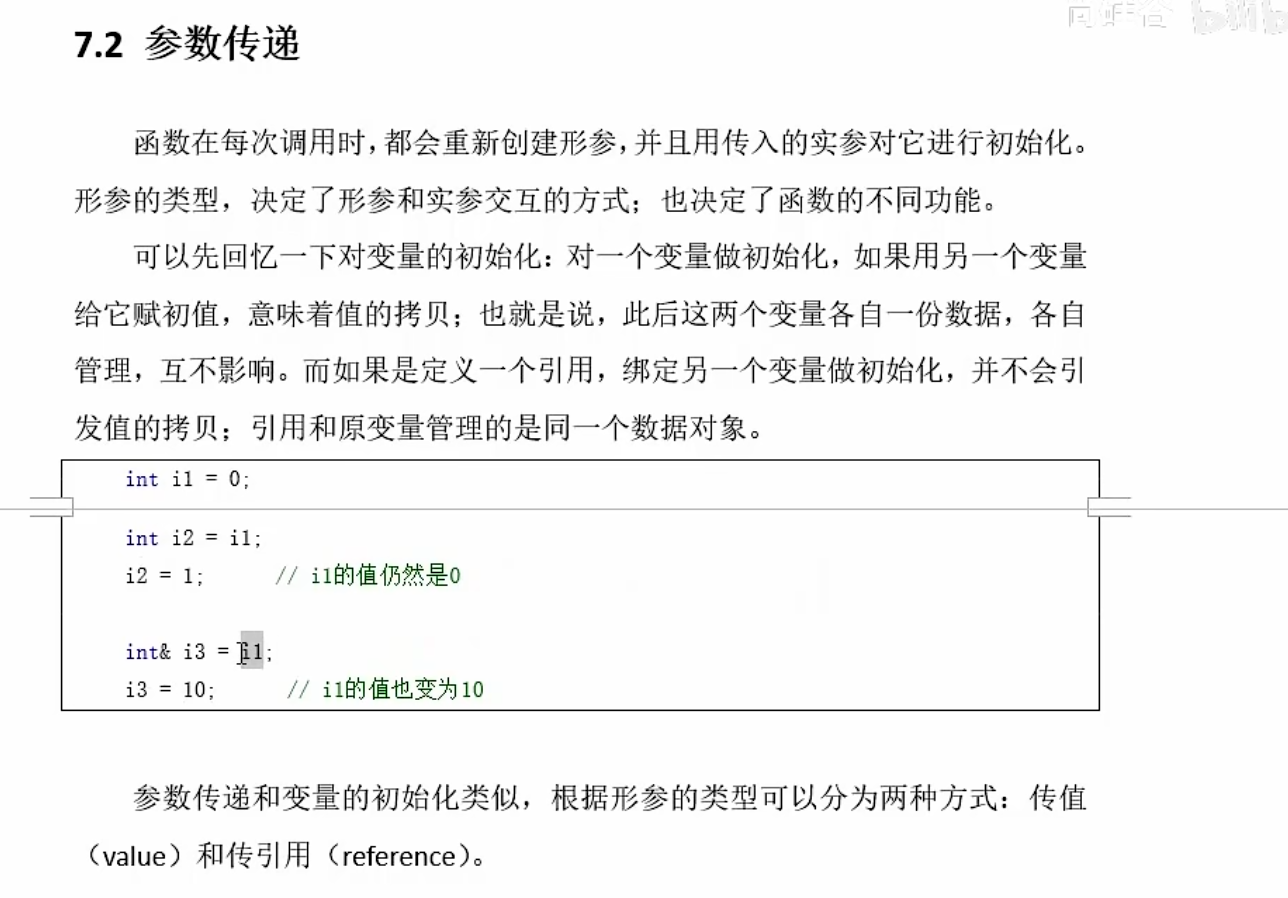 尚硅谷 bilibili
7.2 参数传递
函数在每次调用时，都会重新创建形参，并且用传入的实参对它进行初始化。
形参的类型，决定了形参和实参交互的方式；也决定了函数的不同功能。
可以先回忆一下对变量的初始化：对一个变量做初始化，如果用另一个变量
给它赋初值，意味着值的拷贝；也就是说，此后这两个变量各自一份数据，各自
管理，互不影响。而如果是定义一个引用，绑定另一个变量做初始化，并不会引
发值的拷贝；引用和原变量管理的是同一个数据对象。
int i1 = 0;
int i2 = i1;
i2 = 1; // i1的值仍然是0
int& i3 = i1;
i3 = 10; // i1的值也变为10
参数传递和变量的初始化类似，根据形参的类型可以分为两种方式：传值
（value）和传引用（reference）。